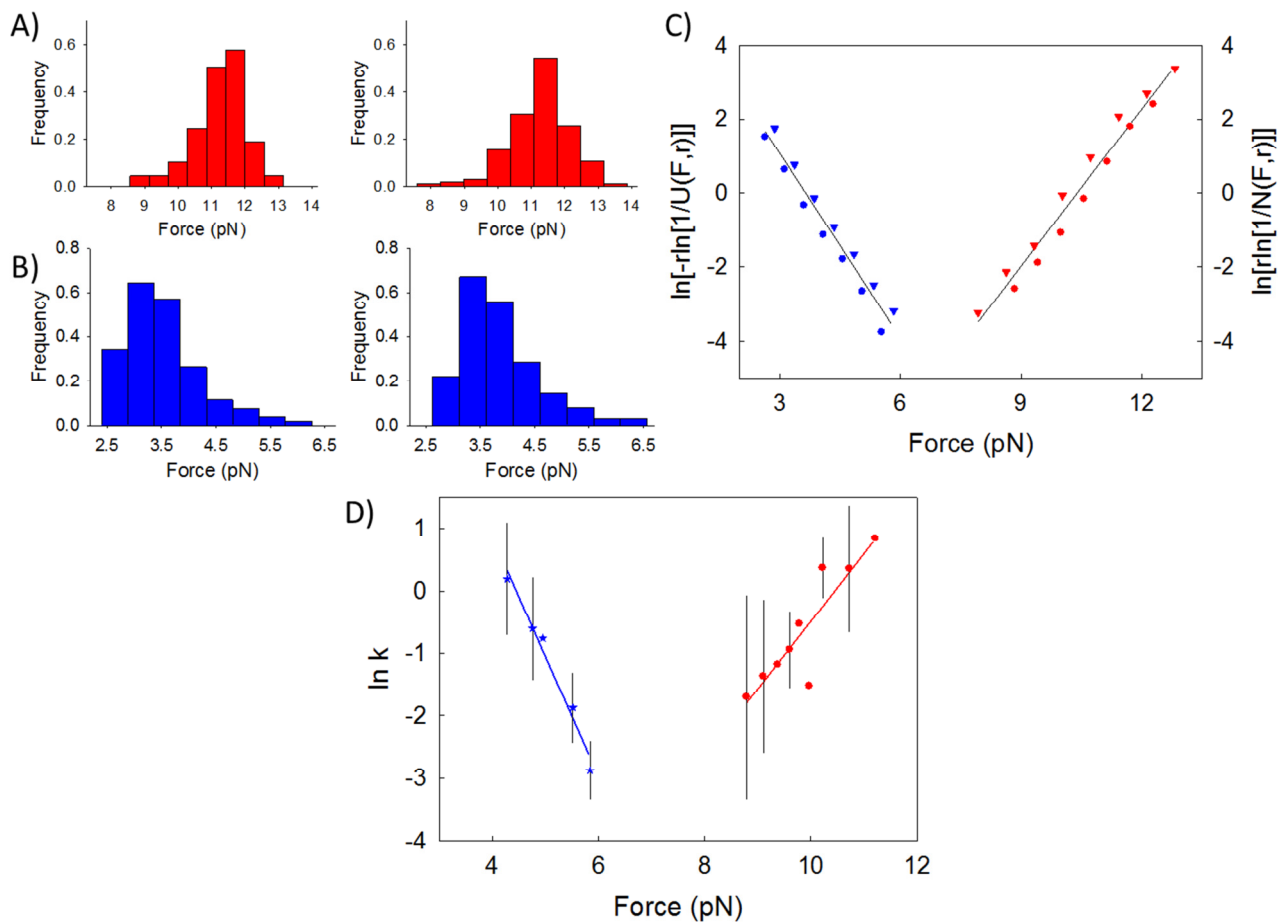 A)
Frequency
0.6
0.4
0.2
0.0
8 9 10 11 12 13 14
Force (pN)
Frequency
0.6
0.4
0.2
0.0
8 9 10 11 12 13 14
Force (pN)
B)
Frequency
0.8
0.6
0.4
0.2
0.0
2.5 3.5 4.5 5.5 6.5
Force (pN)
Frequency
0.8
0.6
0.4
0.2
0.0
2.5 3.5 4.5 5.5 6.5
Force (pN)
C)
ln[-rln[1/U(F,r)]]
4
2
0
-2
-4
3 6 9 12
Force (pN)
4
2
0
-2
-4
ln[rln[1/N(F,r)]]
D)
ln k
1
0
-1
-2
-3
-4
4 6 8 10 12
Force (pN)